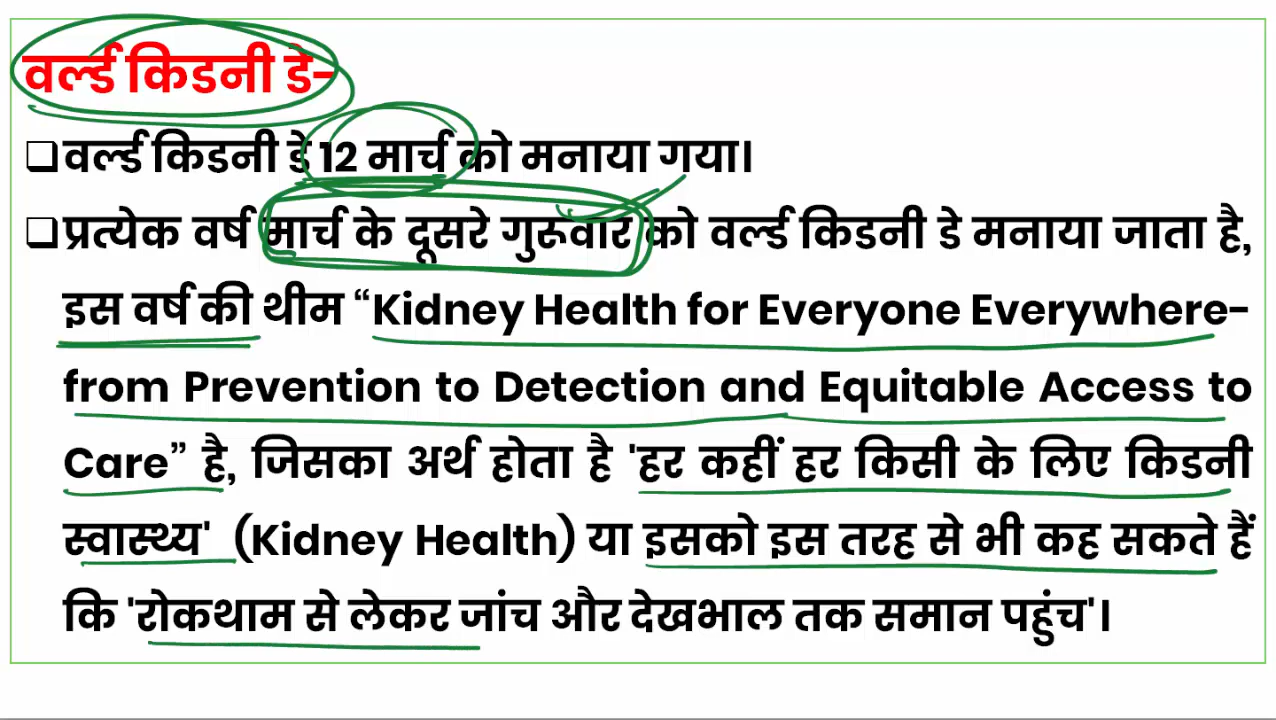 वर्ल्ड किडनी डे-
❑वर्ल्ड किडनी डे 12 मार्च को मनाया गया।
❑प्रत्येक वर्ष मार्च के दूसरे गुरूवार को वर्ल्ड किडनी डे मनाया जाता है,
इस वर्ष की थीम “Kidney Health for Everyone Everywhere-
from Prevention to Detection and Equitable Access to
Care” है, जिसका अर्थ होता है 'हर कहीं हर किसी के लिए किडनी
स्वास्थ्य' (Kidney Health) या इसको इस तरह से भी कह सकते हैं
कि 'रोकथाम से लेकर जांच और देखभाल तक समान पहुंच'।